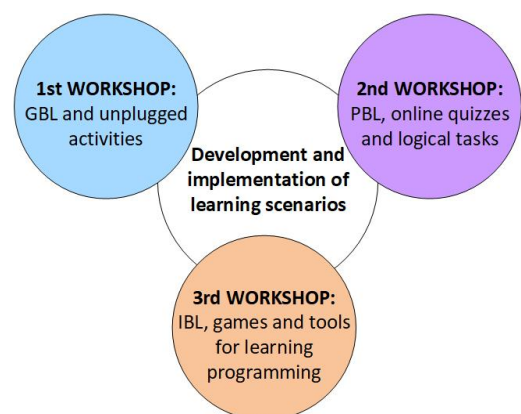 1st WORKSHOP:
GBL and unplugged
activities
2nd WORKSHOP:
PBL, online quizzes
and logical tasks
Development and
implementation of
learning scenarios
3rd WORKSHOP:
IBL, games and tools
for learning
programming